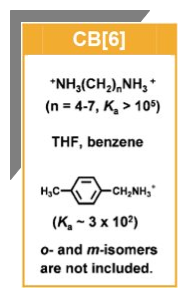 CB[6]
⁺NH₃(CH₂)ₙNH₃⁺
(n = 4-7, Kₐ > 10⁵)
THF, benzene
H₃C CH₂NH₃⁺
(Kₐ ~ 3 x 10²)
o- and m-isomers
are not included.